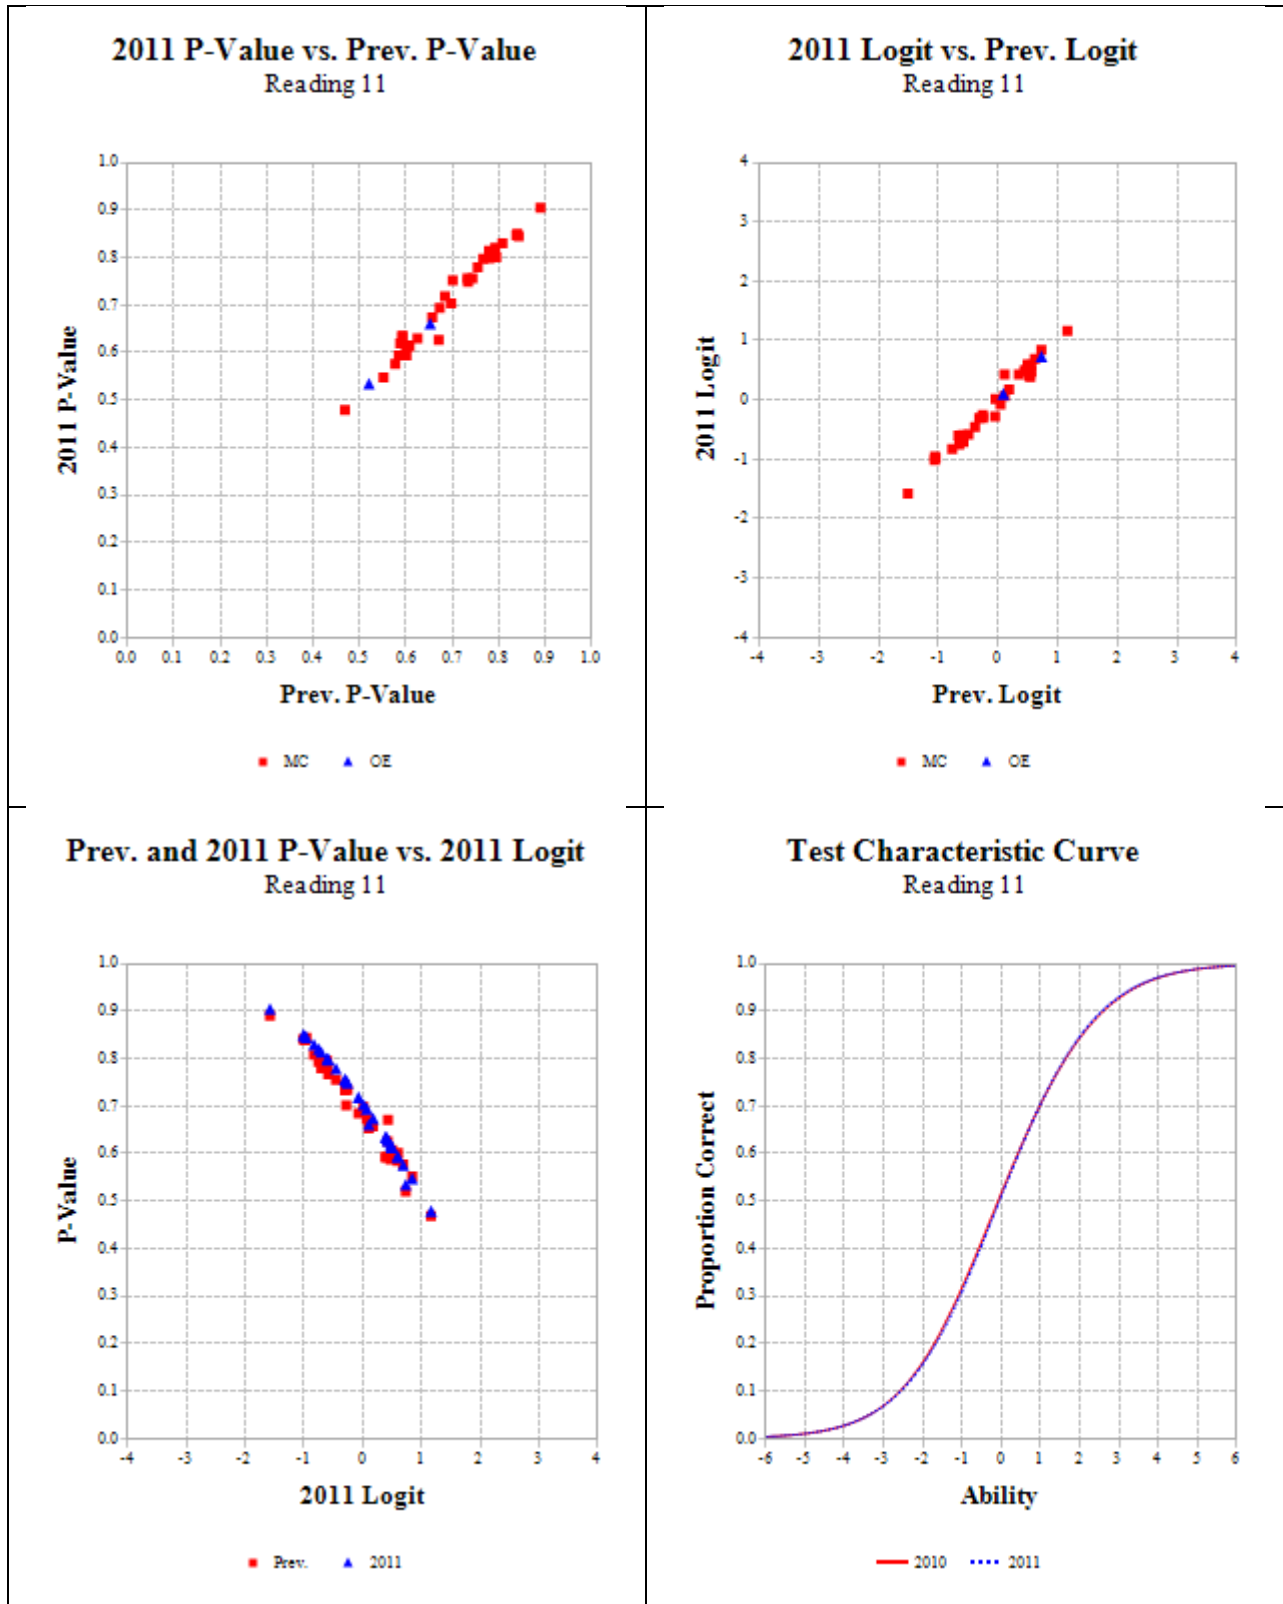 2011 P-Value vs. Prev. P-Value
Reading 11
2011 P-Value
1.0
0.9
0.8
0.7
0.6
0.5
0.4
0.3
0.2
0.1
0.0
0.0 0.1 0.2 0.3 0.4 0.5 0.6 0.7 0.8 0.9 1.0
Prev. P-Value
MC OE
2011 Logit vs. Prev. Logit
Reading 11
2011 Logit
4
3
2
1
0
-1
-2
-3
-4
-4 -3 -2 -1 0 1 2 3 4
Prev. Logit
MC OE
Prev. and 2011 P-Value vs. 2011 Logit
Reading 11
P-Value
1.0
0.9
0.8
0.7
0.6
0.5
0.4
0.3
0.2
0.1
0.0
-4 -3 -2 -1 0 1 2 3 4
2011 Logit
Prev. 2011
Test Characteristic Curve
Reading 11
Proportion Correct
1.0
0.9
0.8
0.7
0.6
0.5
0.4
0.3
0.2
0.1
0.0
-6 -5 -4 -3 -2 -1 0 1 2 3 4 5 6
Ability
2010 2011